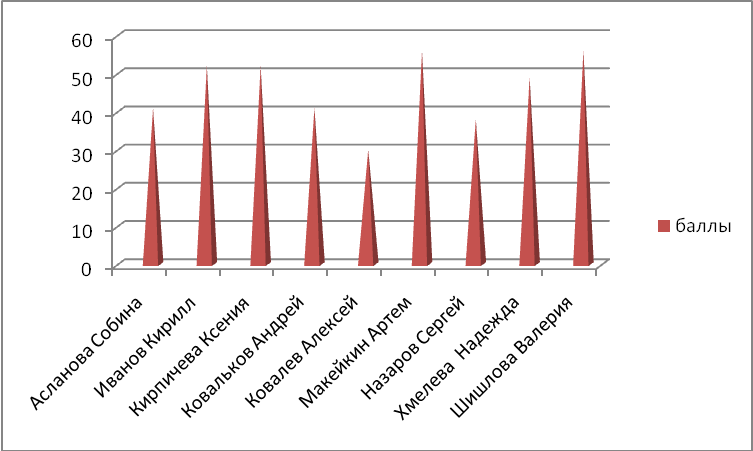 60
50
40
30
20
10
0
баллы
Асланова Собина
Иванов Кирилл
Кирпичева Ксения
Ковальков Андрей
Ковалев Алексей
Макейкин Артем
Назаров Сергей
Хмелева  Надежда
Шишлова Валерия